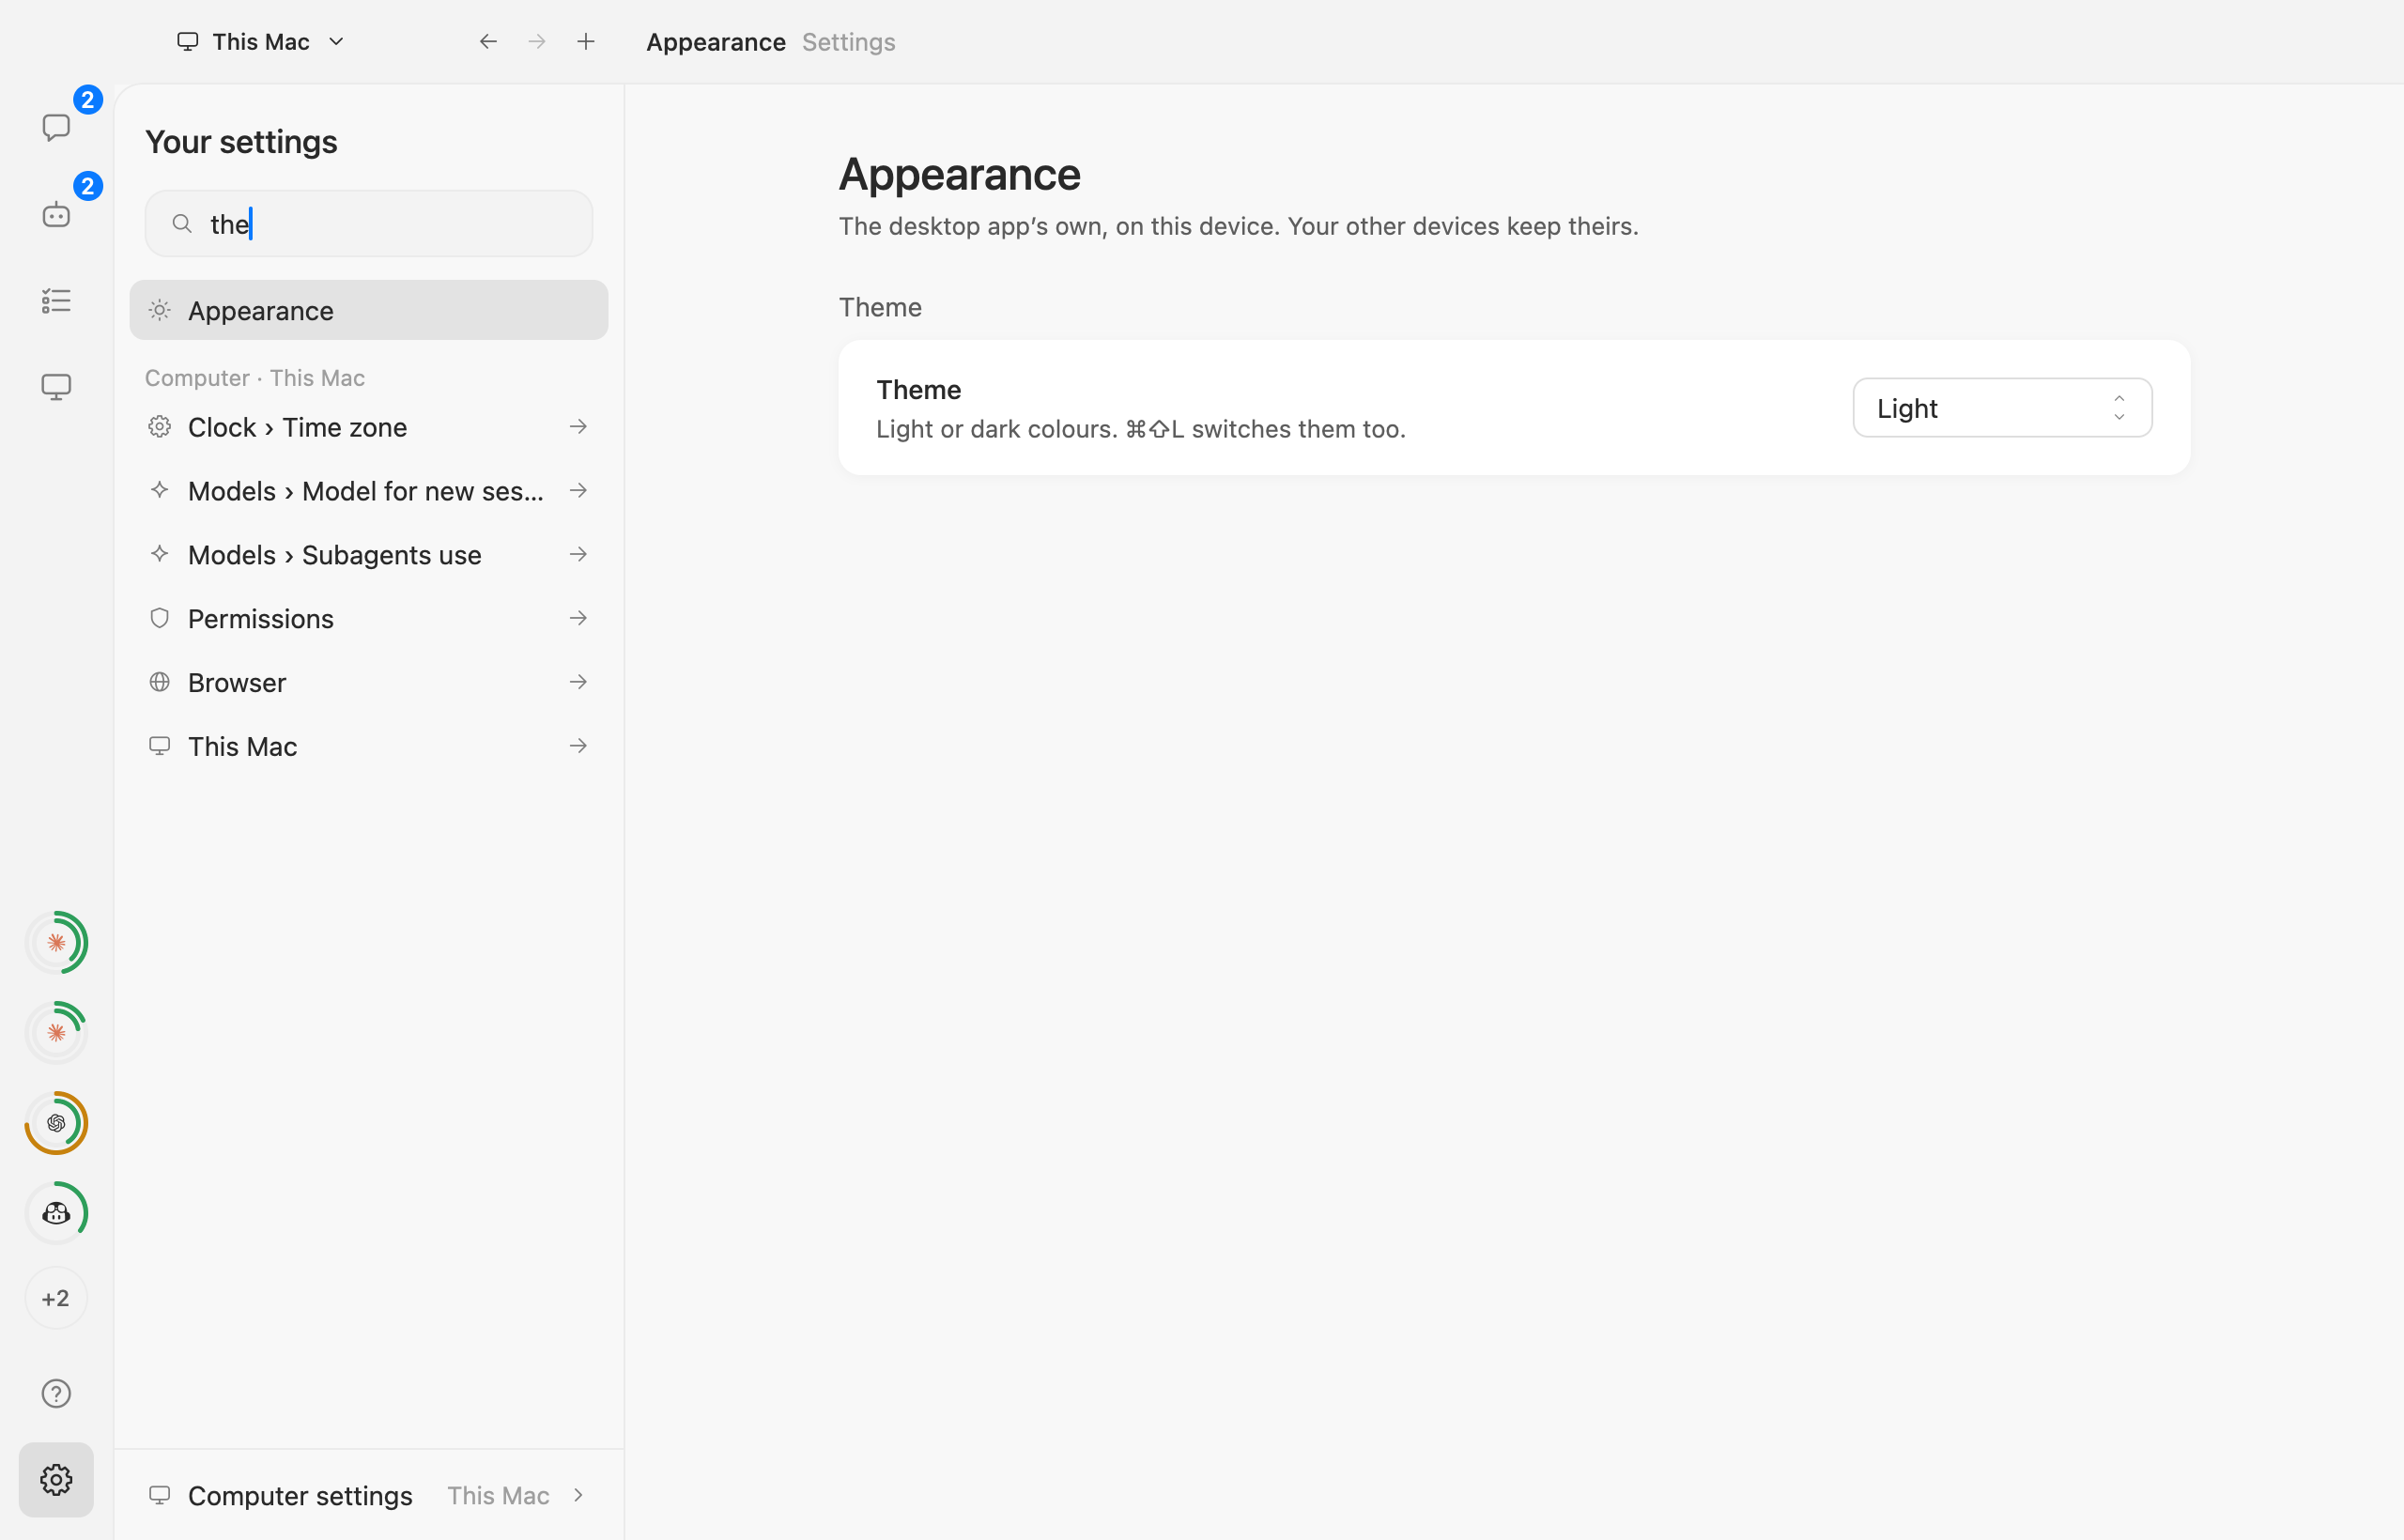 This Mac
Appearance Settings
2
2
Your settings
the
Appearance
Computer · This Mac
Clock › Time zone
Models › Model for new ses...
Models › Subagents use
Permissions
Browser
This Mac
+2
Computer settings This Mac
Appearance
The desktop app’s own, on this device. Your other devices keep theirs.
Theme
Theme
Light or dark colours. ⌘⇧L switches them too.
Light